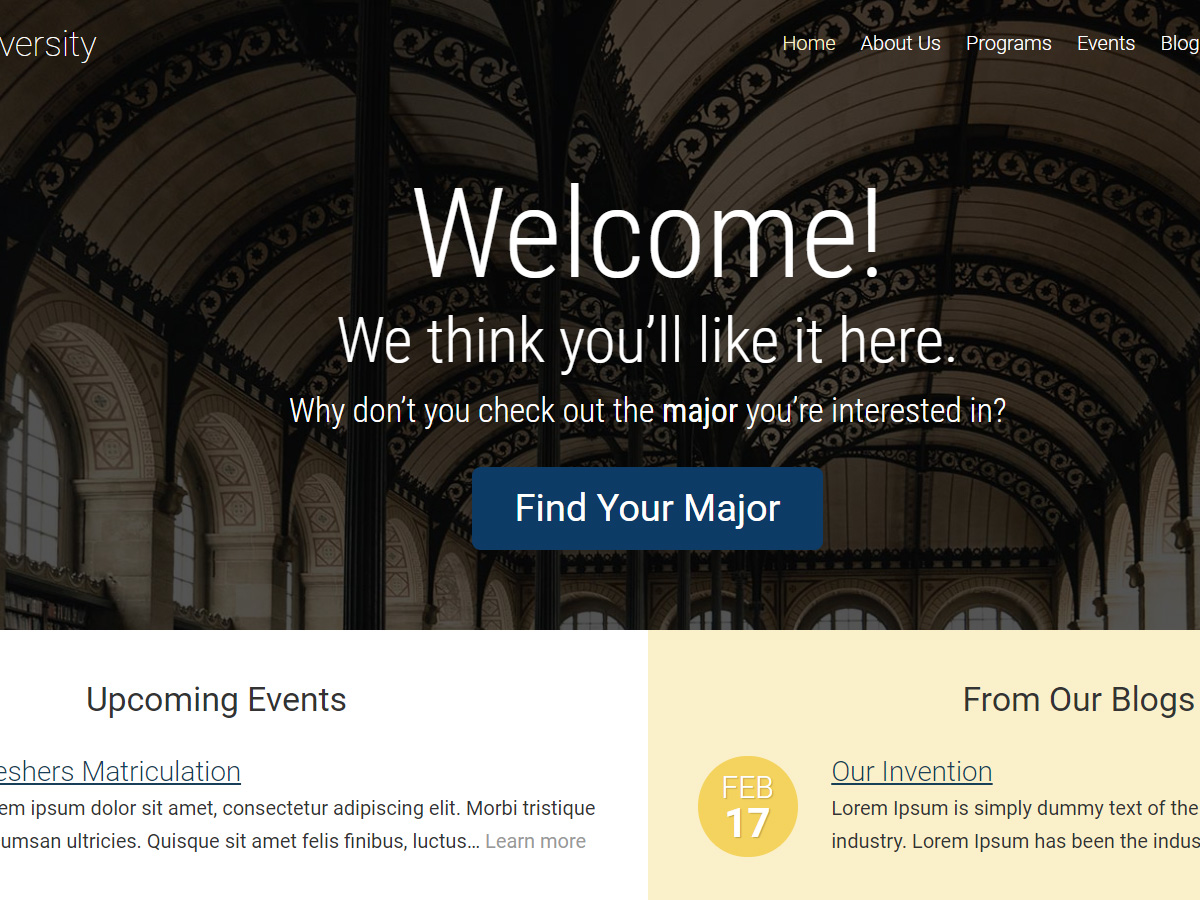 versity
Home About Us Programs Events Blog
Welcome!
We think you’ll like it here.
Why don’t you check out the major you’re interested in?
Find Your Major
Upcoming Events
eshers Matriculation
em ipsum dolor sit amet, consectetur adipiscing elit. Morbi tristique
umsan ultricies. Quisque sit amet felis finibus, luctus… Learn more
From Our Blogs
FEB
17
Our Invention
Lorem Ipsum is simply dummy text of the
industry. Lorem Ipsum has been the indus